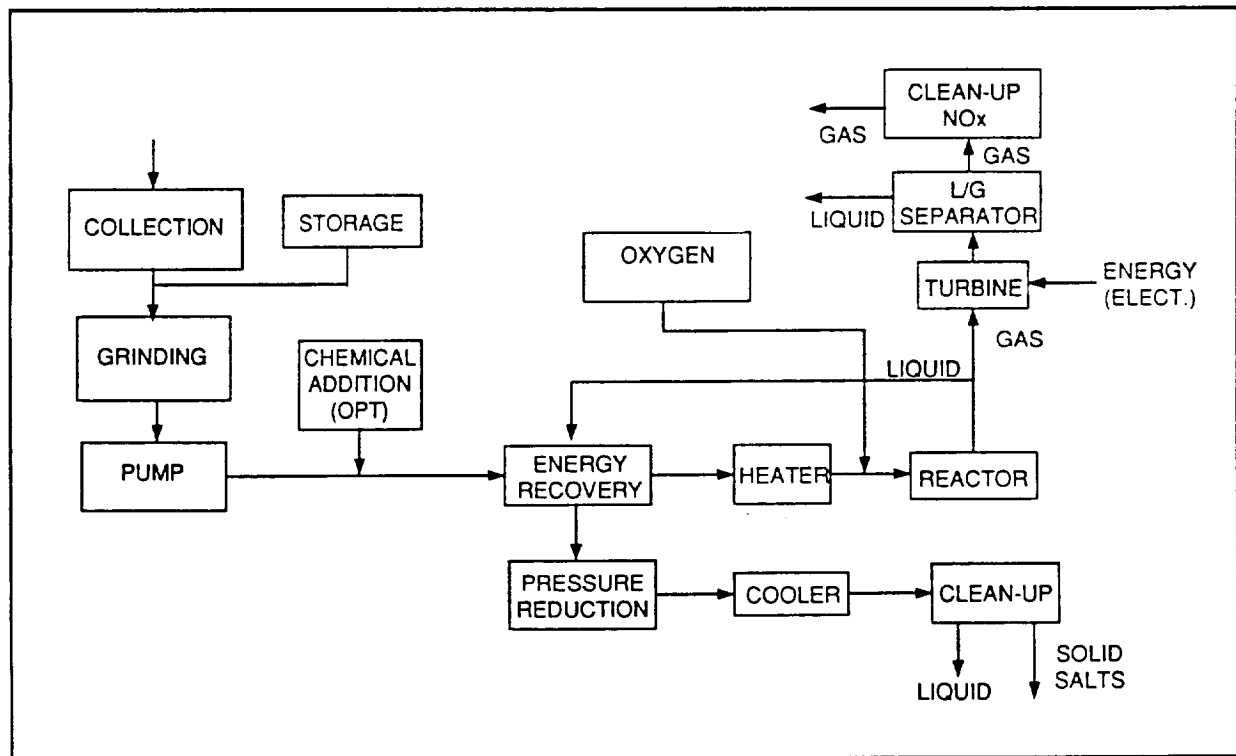 CLEAN-UP
NOx
GAS
GAS
L/G
SEPARATOR
LIQUID
COLLECTION
STORAGE
OXYGEN
TURBINE
ENERGY
(ELECT.)
GRINDING
CHEMICAL
ADDITION
(OPT)
GAS
LIQUID
PUMP
ENERGY
RECOVERY
HEATER
REACTOR
PRESSURE
REDUCTION
COOLER
CLEAN-UP
LIQUID
SOLID
SALTS